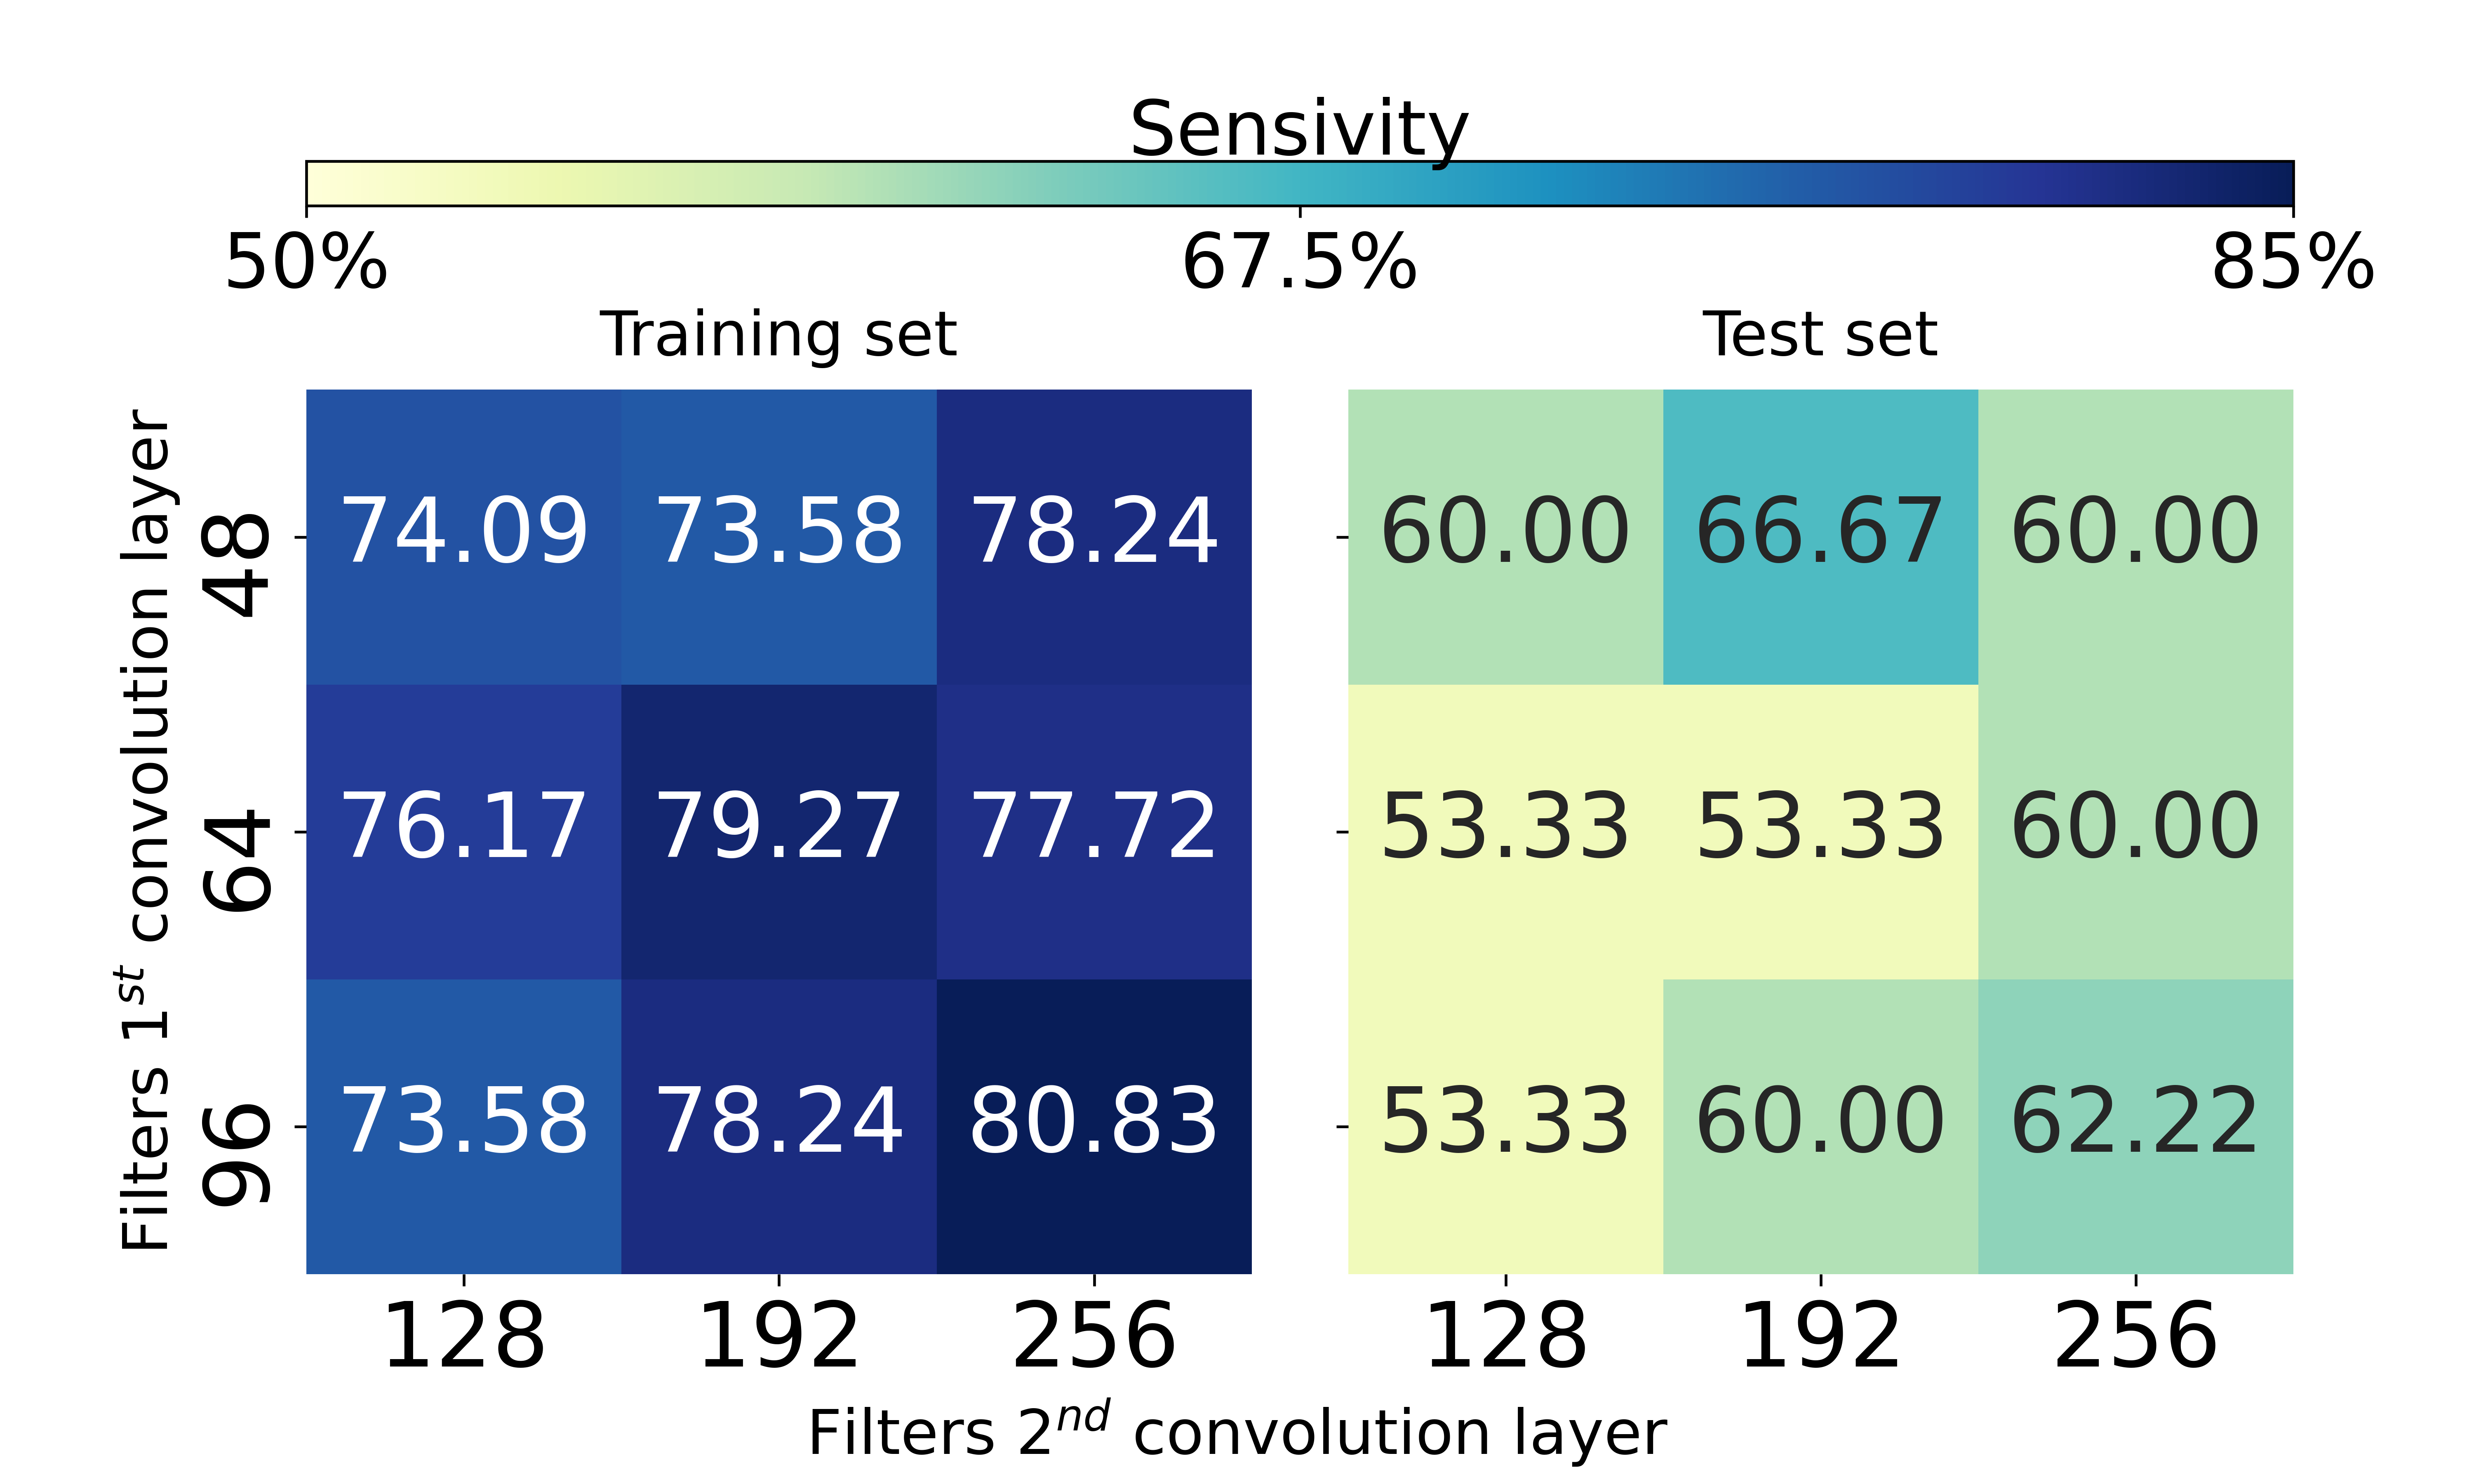 Sensivity
50% 67.5% 85%
Training set Test set
Filters 1st convolution layer
48 74.09 73.58 78.24 60.00 66.67 60.00
64 76.17 79.27 77.72 53.33 53.33 60.00
96 73.58 78.24 80.83 53.33 60.00 62.22
128 192 256 128 192 256
Filters 2nd convolution layer